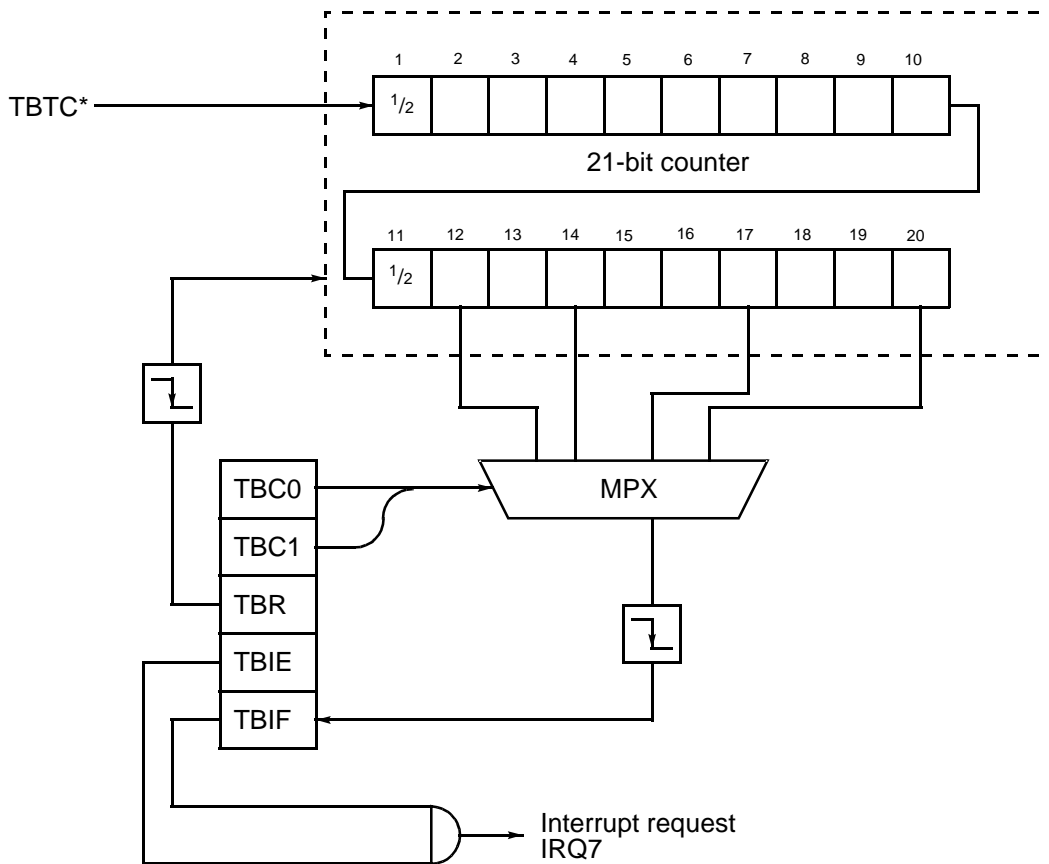 1 2 3 4 5 6 7 8 9 10
TBTC*
1/2
21-bit counter
11 12 13 14 15 16 17 18 19 20
1/2
TBC0
MPX
TBC1
TBR
TBIE
TBIF
Interrupt request
IRQ7